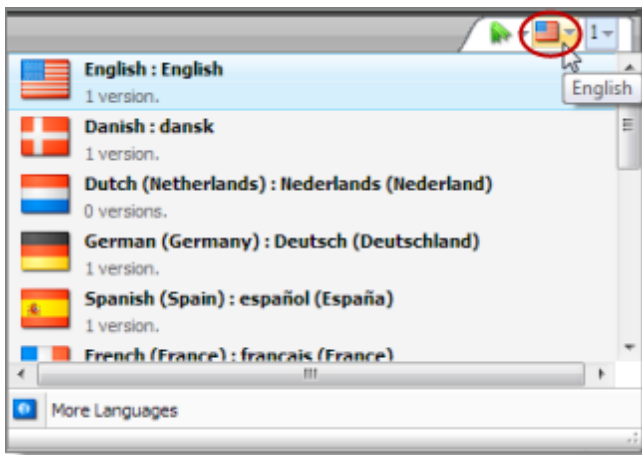 1
English
English : English
1 version.
Danish : dansk
1 version.
Dutch (Netherlands) : Nederlands (Nederland)
0 versions.
German (Germany) : Deutsch (Deutschland)
1 version.
Spanish (Spain) : español (España)
1 version.
French (France) : français (France)
More Languages